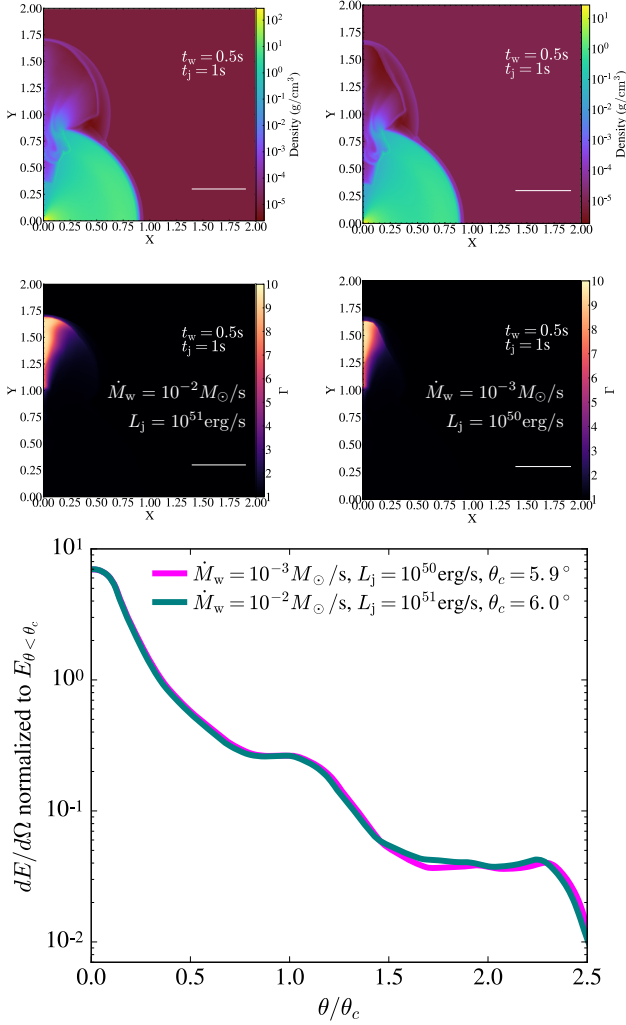 2.00
1.75
1.50
1.25
1.00
0.75
0.50
0.25
0.00
Y
0.00 0.25 0.50 0.75 1.00 1.25 1.50 1.75 2.00
X
t_w = 0.5s
t_j = 1s
10^2
10^1
10^0
10^-1
10^-2
10^-3
10^-4
10^-5
Density (g/cm^3)
2.00
1.75
1.50
1.25
1.00
0.75
0.50
0.25
0.00
Y
0.00 0.25 0.50 0.75 1.00 1.25 1.50 1.75 2.00
X
t_w = 0.5s
t_j = 1s
10^1
10^0
10^-1
10^-2
10^-3
10^-4
10^-5
Density (g/cm^3)
2.00
1.75
1.50
1.25
1.00
0.75
0.50
0.25
0.00
Y
0.00 0.25 0.50 0.75 1.00 1.25 1.50 1.75 2.00
X
t_w = 0.5s
t_j = 1s
Ṁ_w = 10^-2 M_⊙/s
L_j = 10^51 erg/s
10
9
8
7
6
5
4
3
2
1
Γ
2.00
1.75
1.50
1.25
1.00
0.75
0.50
0.25
0.00
Y
0.00 0.25 0.50 0.75 1.00 1.25 1.50 1.75 2.00
X
t_w = 0.5s
t_j = 1s
Ṁ_w = 10^-3 M_⊙/s
L_j = 10^50 erg/s
10
9
8
7
6
5
4
3
2
1
Γ
Ṁ_w = 10^-3 M_⊙/s, L_j = 10^50 erg/s, θ_c = 5.9°
Ṁ_w = 10^-2 M_⊙/s, L_j = 10^51 erg/s, θ_c = 6.0°
10^1
10^0
10^-1
10^-2
dE/dΩ normalized to E_θ<θ_c
0.0 0.5 1.0 1.5 2.0 2.5
θ/θ_c